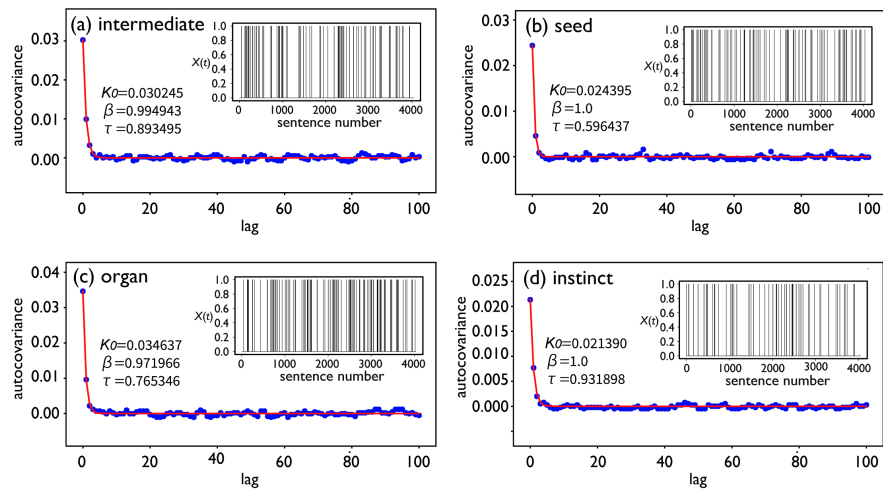 (a) intermediate
autocovariance
0.03
0.02
0.01
0.00
K0=0.030245
β=0.994943
τ=0.893495
X(t)
1.0
0.8
0.6
0.4
0.2
0.0
0 1000 2000 3000 4000
sentence number
0 20 40 60 80 100
lag
(b) seed
autocovariance
0.03
0.02
0.01
0.00
K0=0.024395
β=1.0
τ=0.596437
X(t)
1.0
0.8
0.6
0.4
0.2
0.0
0 1000 2000 3000 4000
sentence number
0 20 40 60 80 100
lag
(c) organ
autocovariance
0.04
0.03
0.02
0.01
0.00
K0=0.034637
β=0.971966
τ=0.765346
X(t)
1.0
0.8
0.6
0.4
0.2
0.0
0 1000 2000 3000 4000
sentence number
0 20 40 60 80 100
lag
(d) instinct
autocovariance
0.025
0.020
0.015
0.010
0.005
0.000
K0=0.021390
β=1.0
τ=0.931898
X(t)
1.0
0.8
0.6
0.4
0.2
0.0
0 1000 2000 3000 4000
sentence number
0 20 40 60 80 100
lag